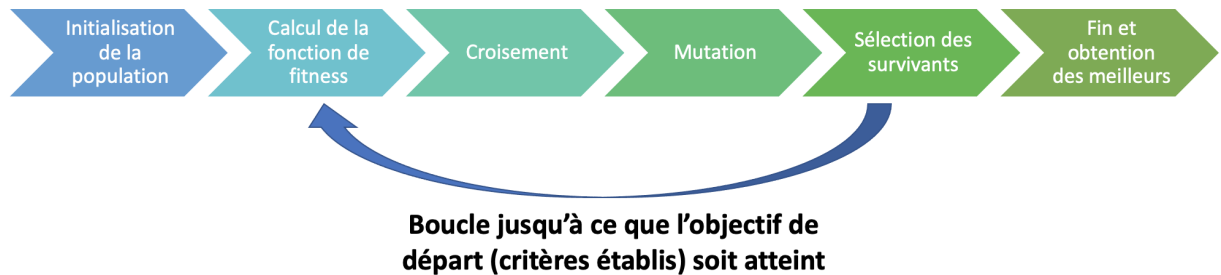 Initialisation
de la
population
Calcul de la
fonction de
fitness
Croisement
Mutation
Sélection des
survivants
Fin et
obtention
des meilleurs
Boucle jusqu’à ce que l’objectif de
départ (critères établis) soit atteint